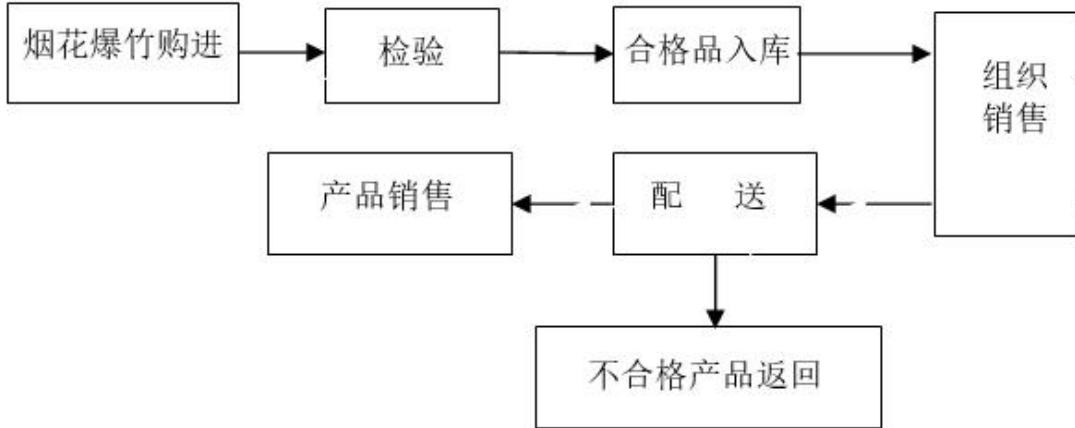 烟花爆竹购进
检验
合格品入库
组织
销售
产品销售
配 送
不合格产品返回